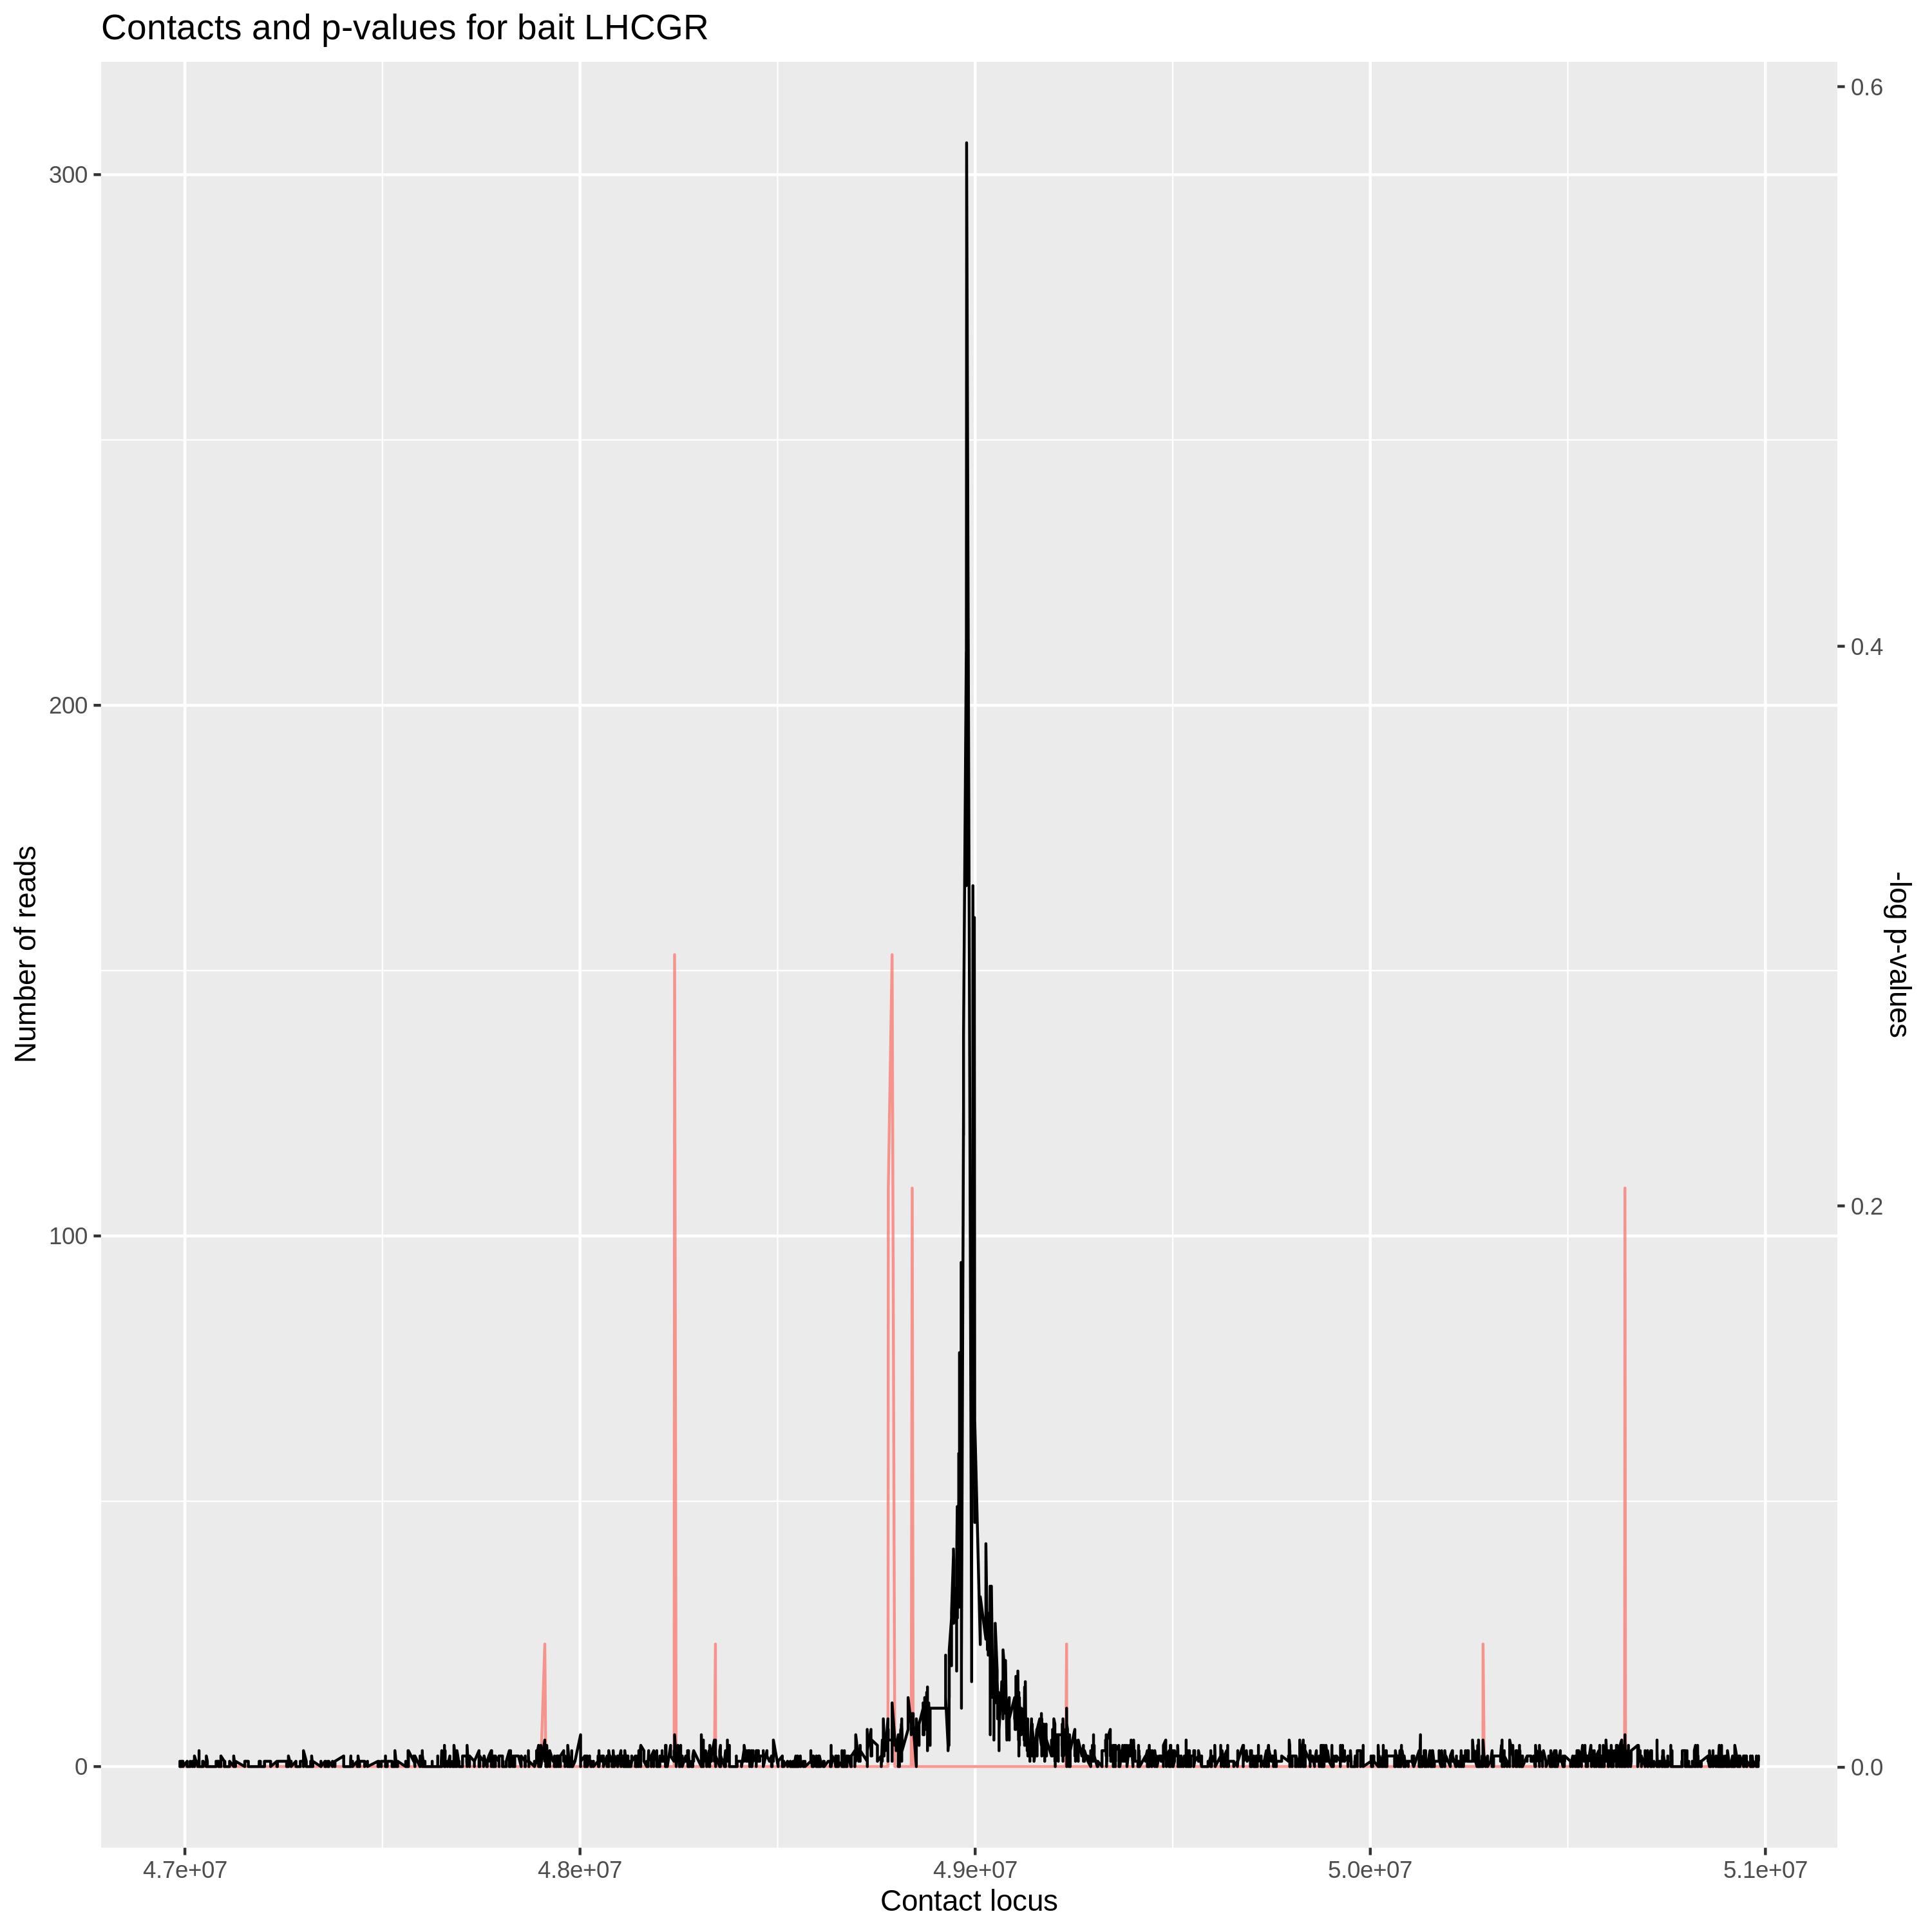 Contacts and p-values for bait LHCGR
Number of reads
300
200
100
0
0.6
0.4
0.2
0.0
-log p-values
4.7e+07
4.8e+07
4.9e+07
5.0e+07
5.1e+07
Contact locus